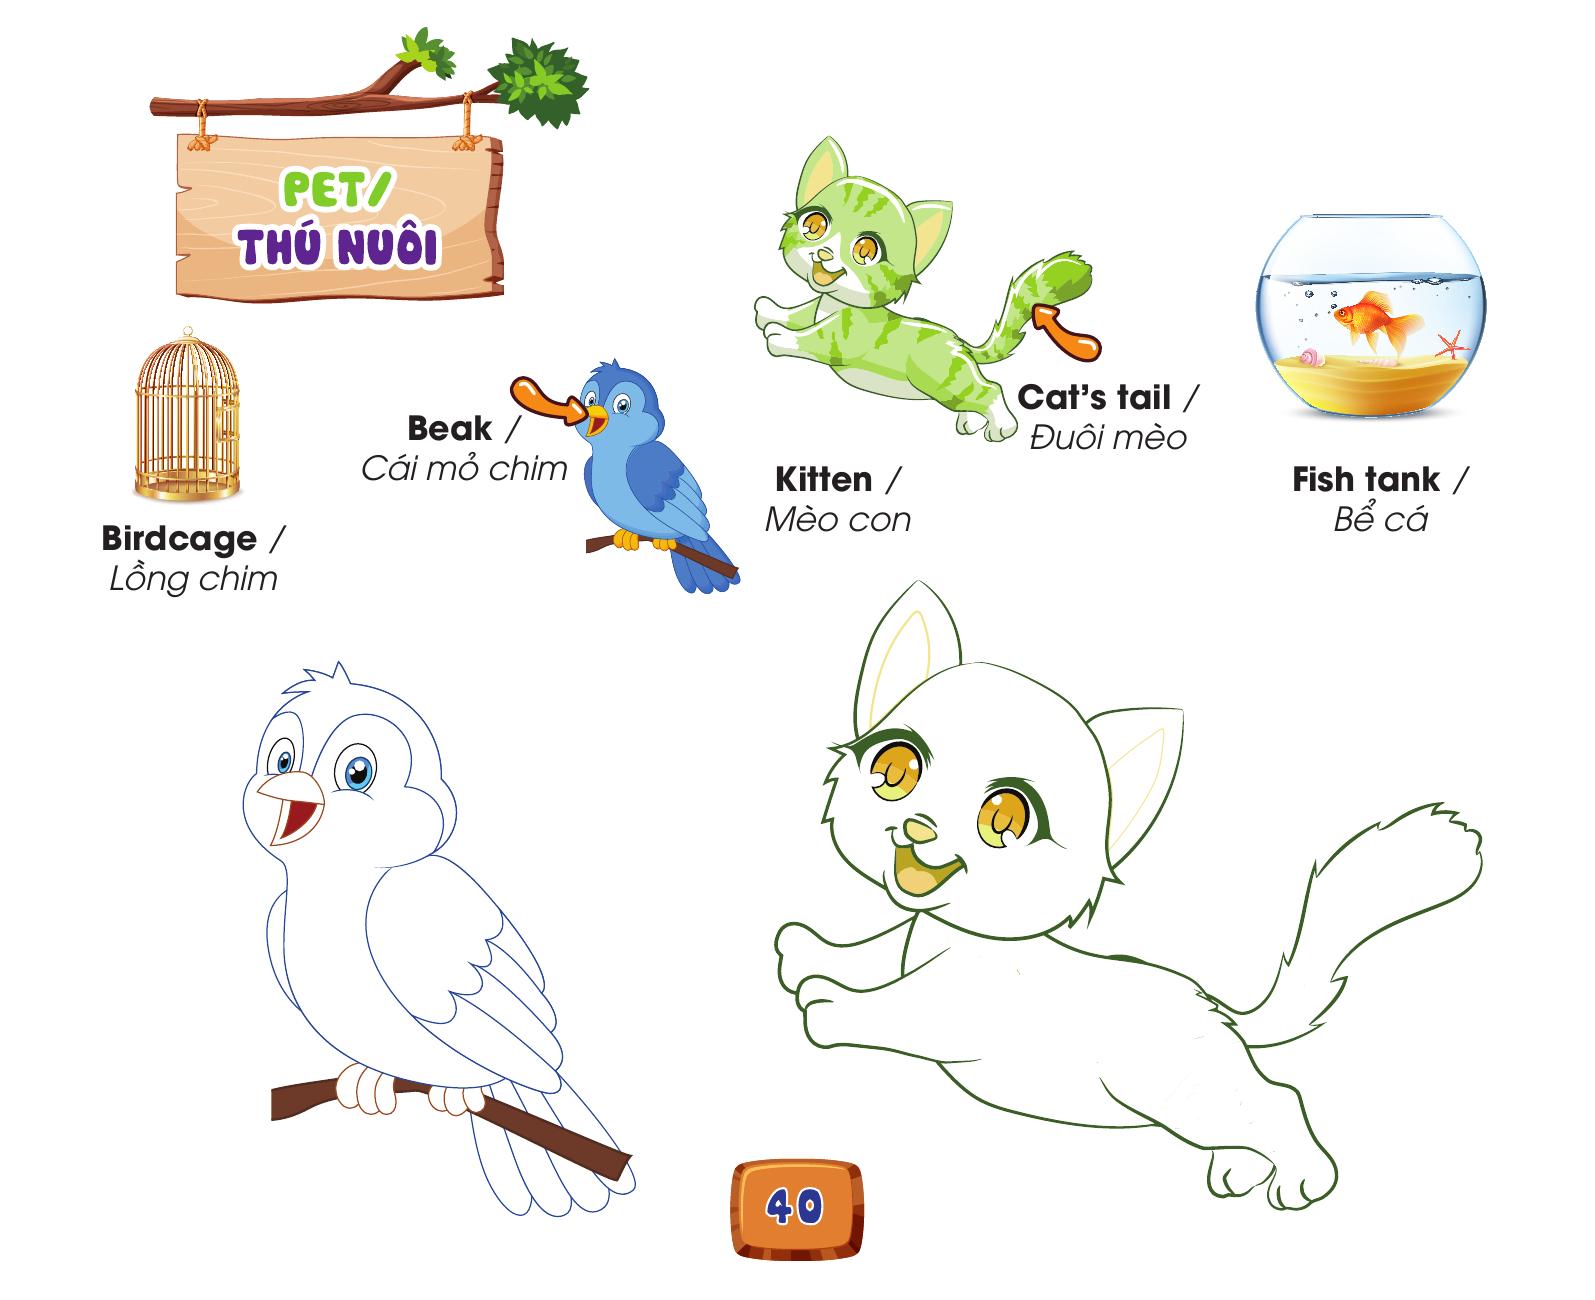 PET/
THÚ NUÔI
Birdcage /
Lồng chim
Beak /
Cái mỏ chim
Kitten /
Mèo con
Cat's tail /
Đuôi mèo
Fish tank /
Bể cá
40